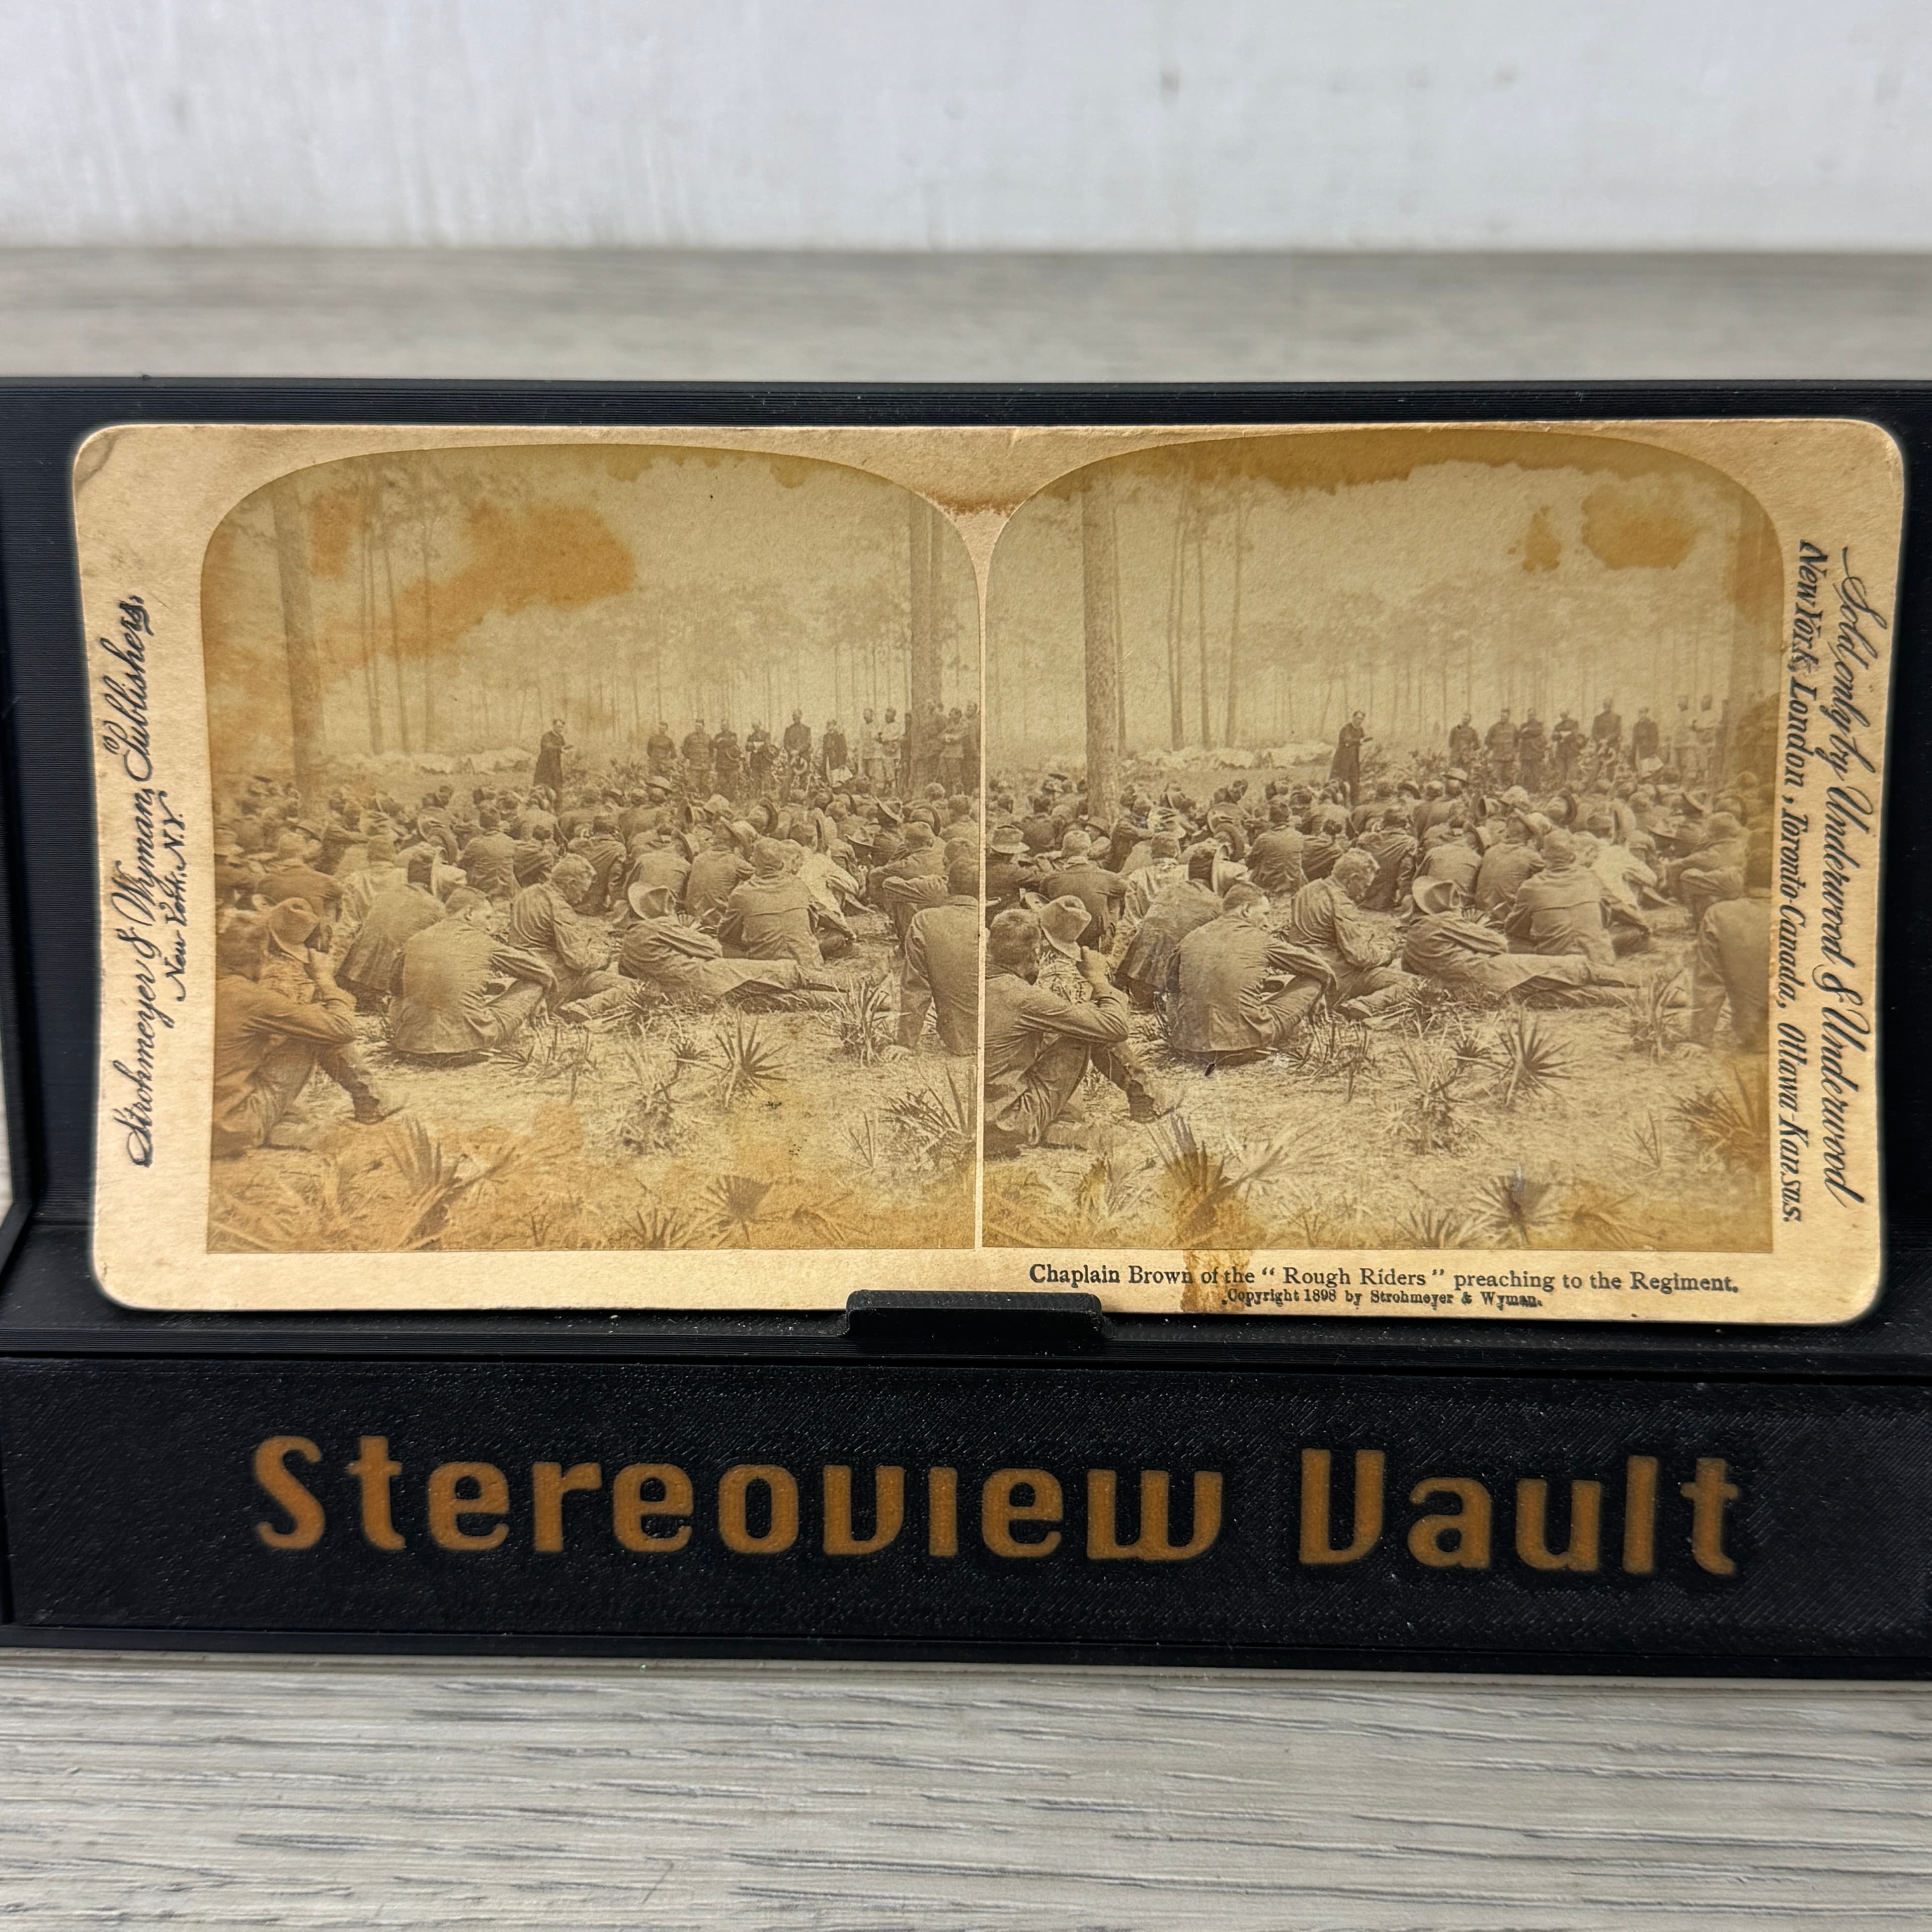 Strohmeyer & Wyman, Publishers,
New York, N.Y.
Sold only by Underwood & Underwood
New York, London, Toronto-Canada, Ottawa-Kansas.
Chaplain Brown of the “ Rough Riders ” preaching to the Regiment.
Copyright 1898 by Strohmeyer & Wyman.
Stereoview Vault